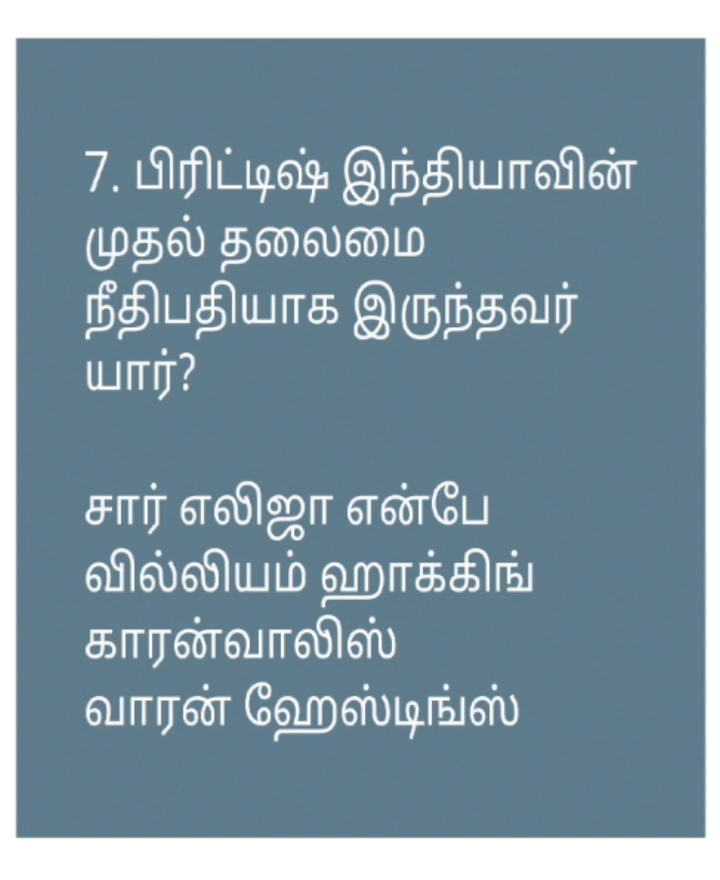 7. பிரிட்டிஷ் இந்தியாவின்
முதல் தலைமை
நீதிபதியாக இருந்தவர்
யார்?
சார் எலிஜா என்பே
வில்லியம் ஹாக்கிங்
காரன்வாலிஸ்
வாரன் ஹேஸ்டிங்ஸ்